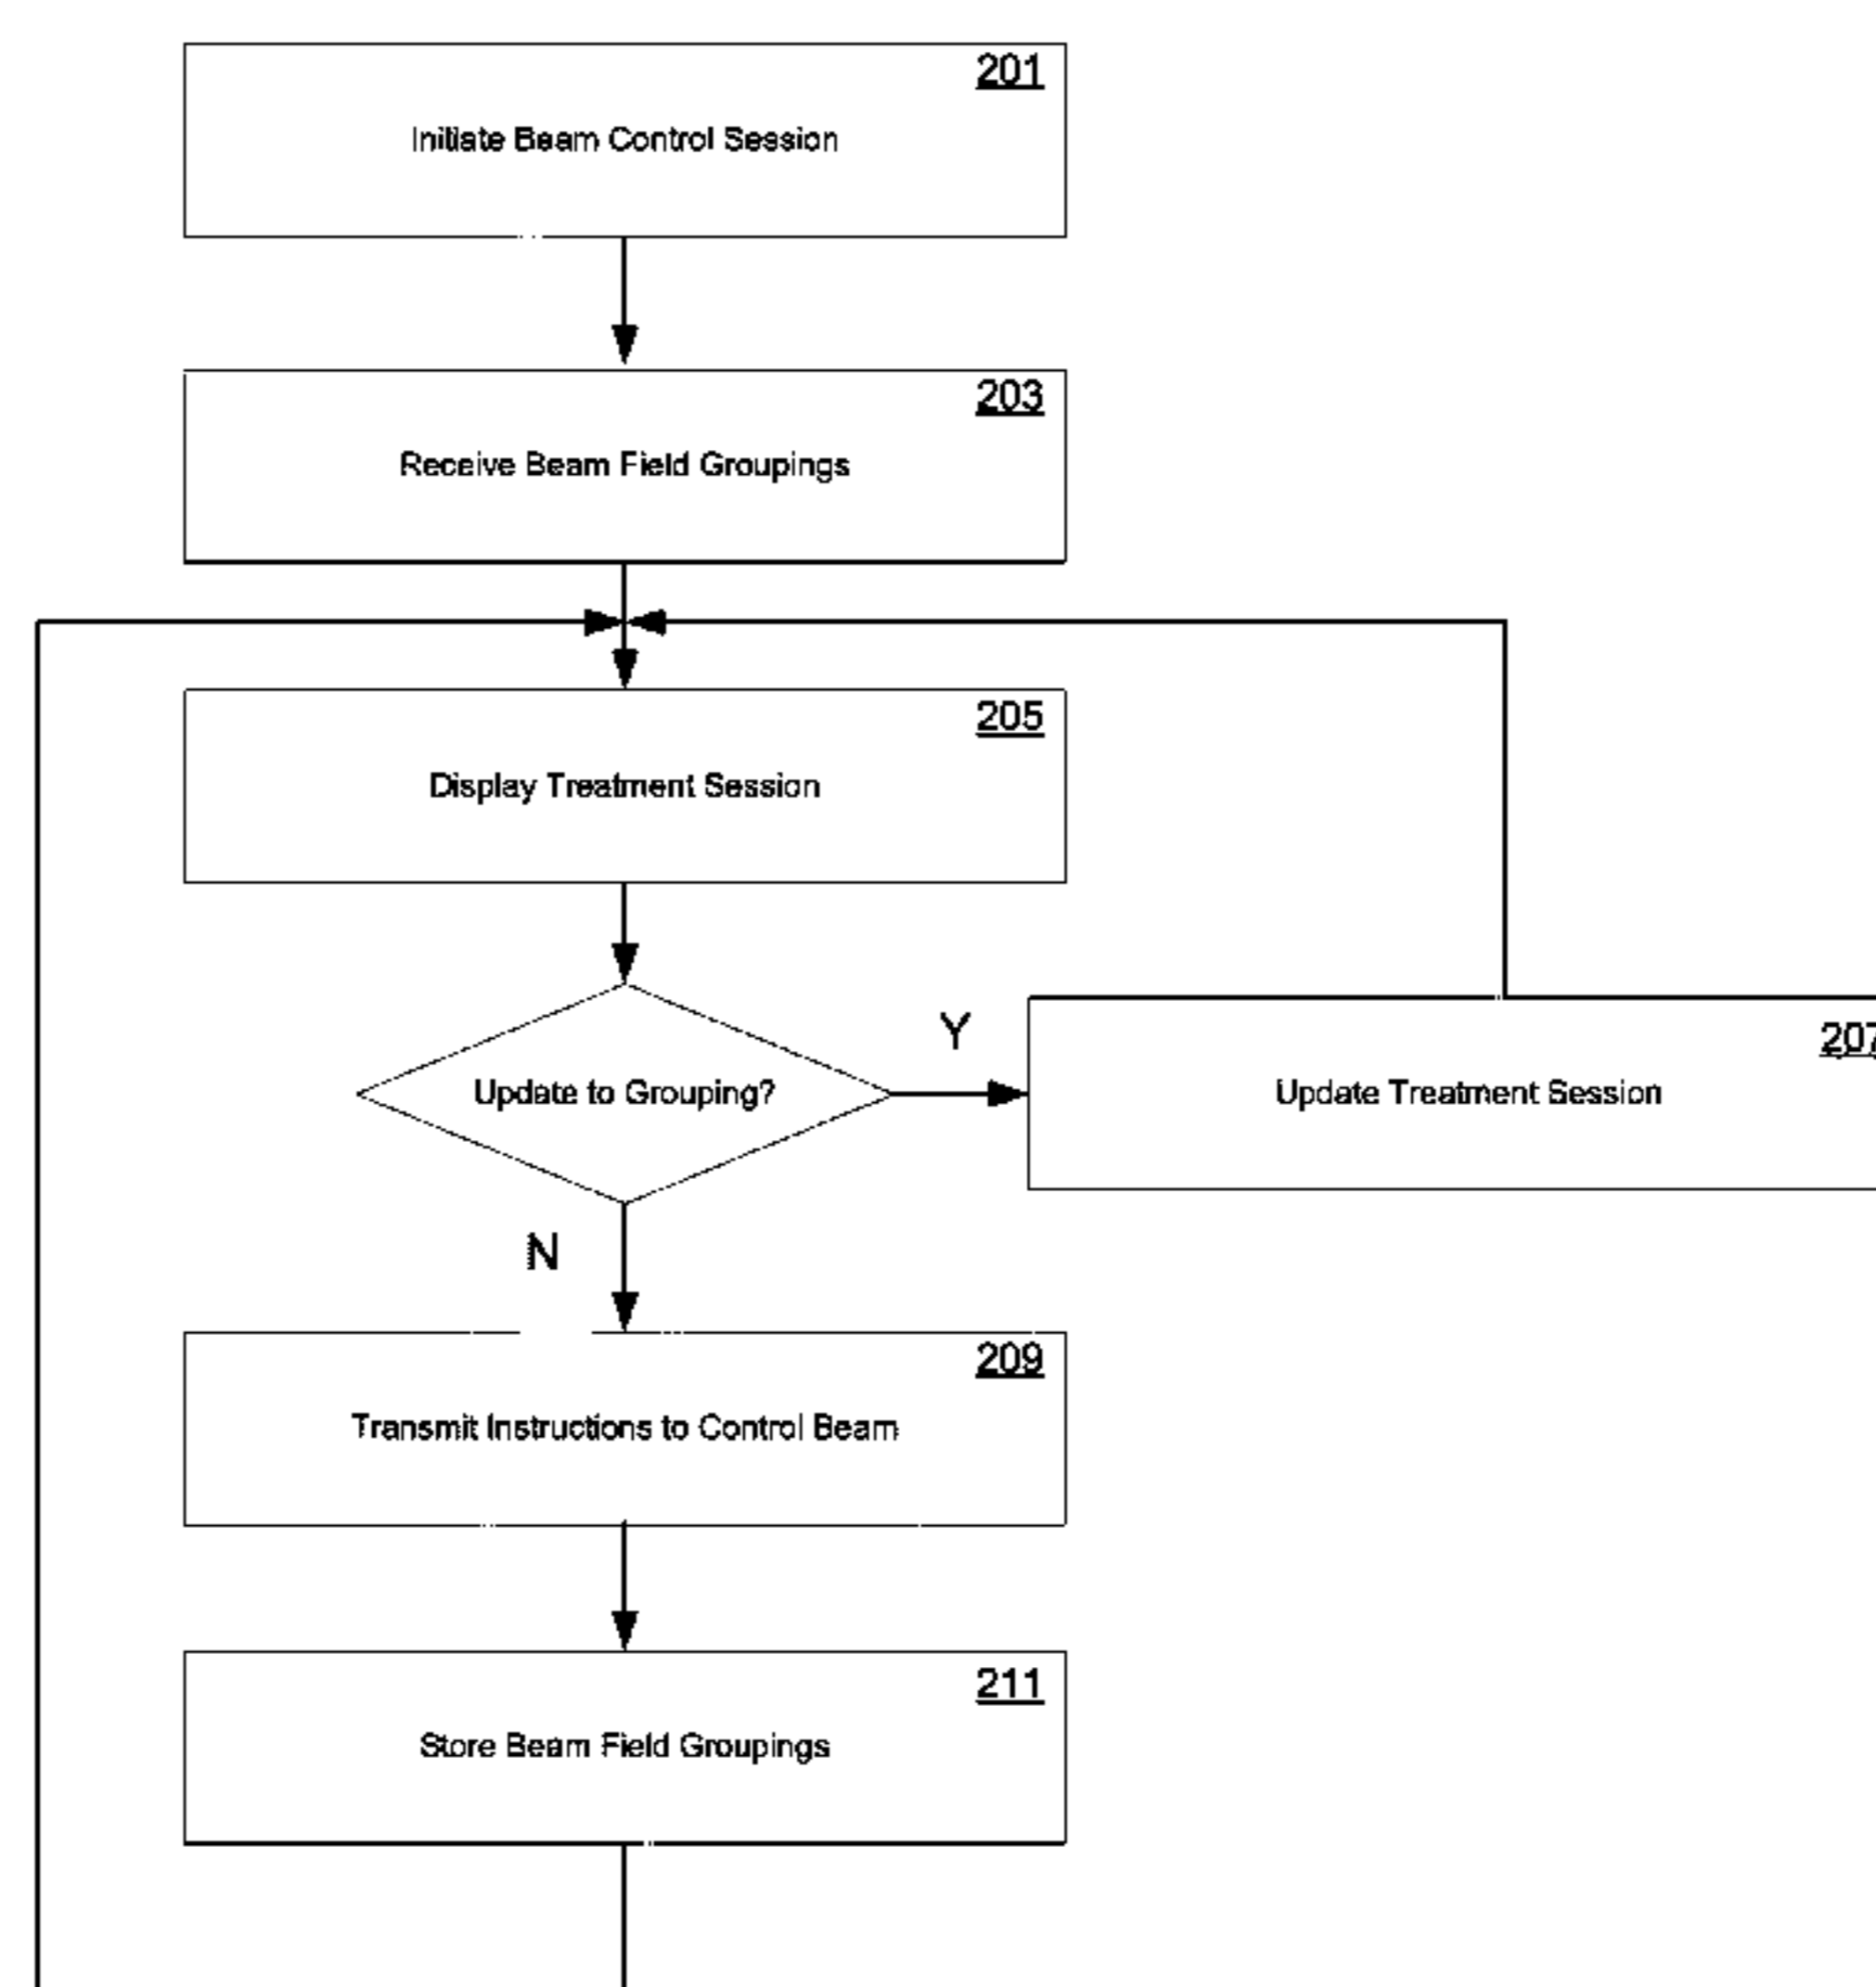 201
Initiate Beam Control Session
203
Receive Beam Field Groupings
205
Display Treatment Session
Y
207
Update to Grouping?
Update Treatment Session
N
209
Transmit Instructions to Control Beam
211
Store Beam Field Groupings